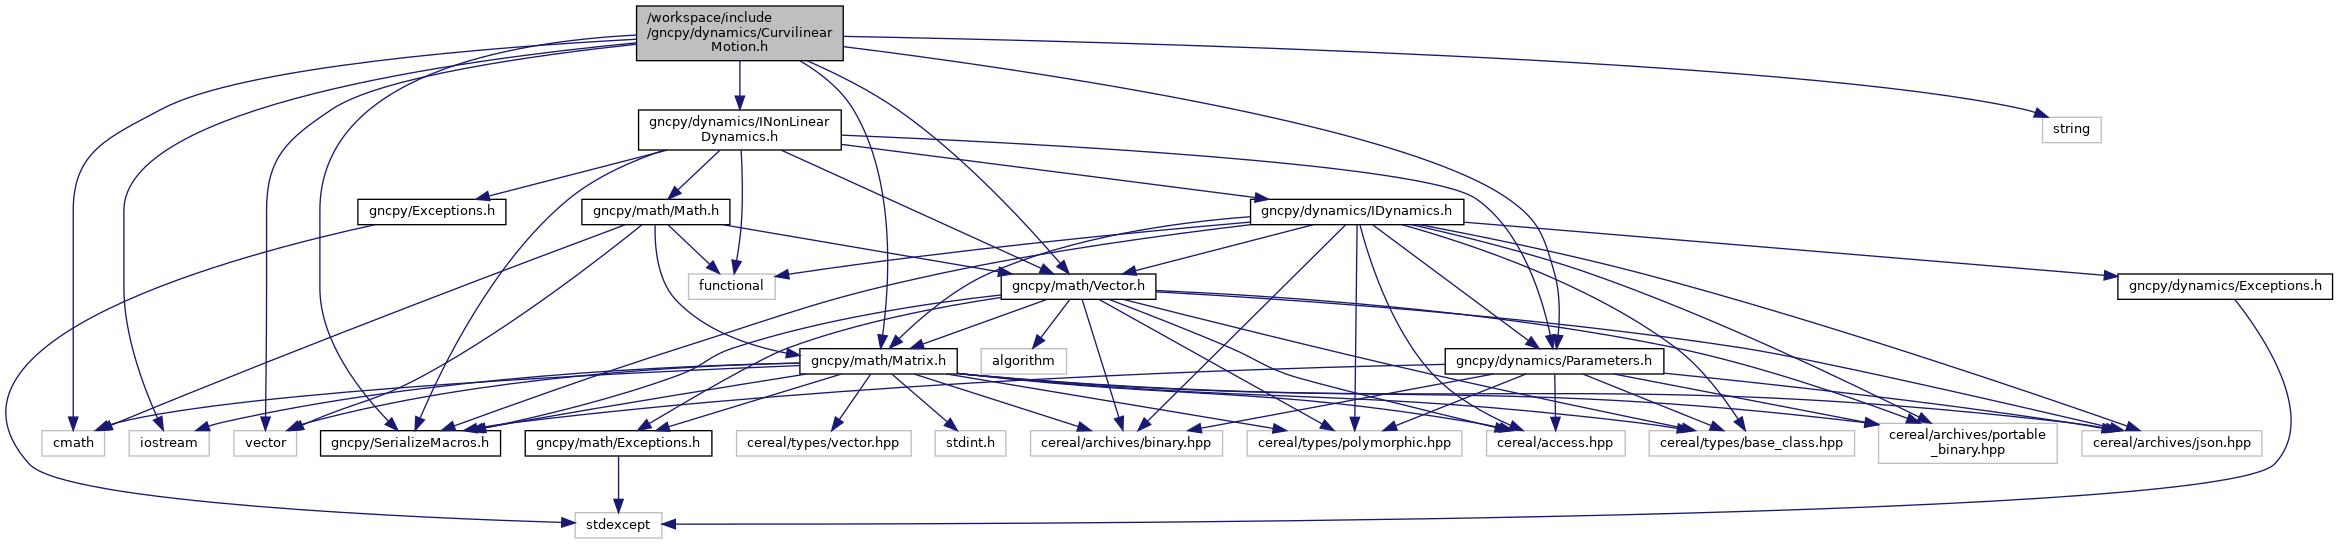 /workspace/include
/gncpy/dynamics/Curvilinear
Motion.h
gncpy/dynamics/INonLinear
Dynamics.h
string
gncpy/Exceptions.h
gncpy/math/Math.h
gncpy/dynamics/IDynamics.h
functional
gncpy/math/Vector.h
gncpy/dynamics/Exceptions.h
gncpy/math/Matrix.h
algorithm
gncpy/dynamics/Parameters.h
cmath
iostream
vector
gncpy/SerializeMacros.h
gncpy/math/Exceptions.h
cereal/types/vector.hpp
stdint.h
cereal/archives/binary.hpp
cereal/types/polymorphic.hpp
cereal/access.hpp
cereal/types/base_class.hpp
cereal/archives/portable
_binary.hpp
cereal/archives/json.hpp
stdexcept